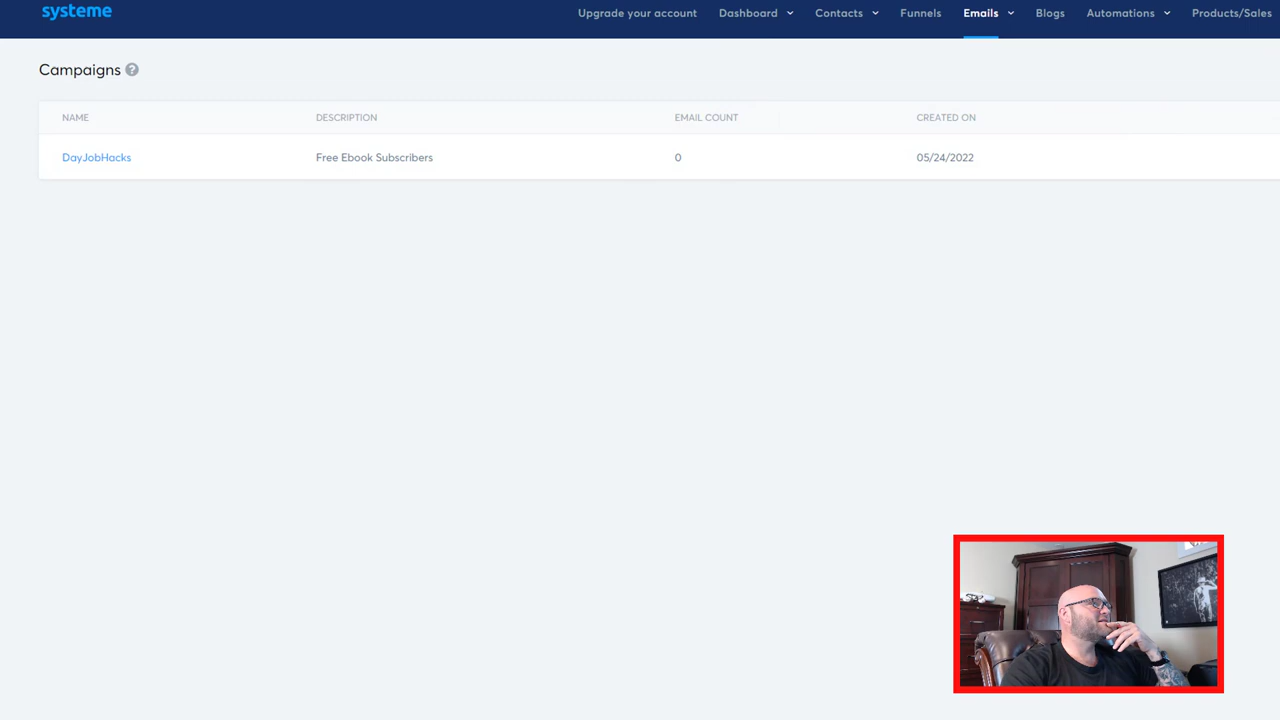 systeme
Upgrade your account Dashboard Contacts Funnels Emails Blogs Automations Products/Sales
Campaigns ?
NAME DESCRIPTION EMAIL COUNT CREATED ON
DayJobHacks Free Ebook Subscribers 0 05/24/2022